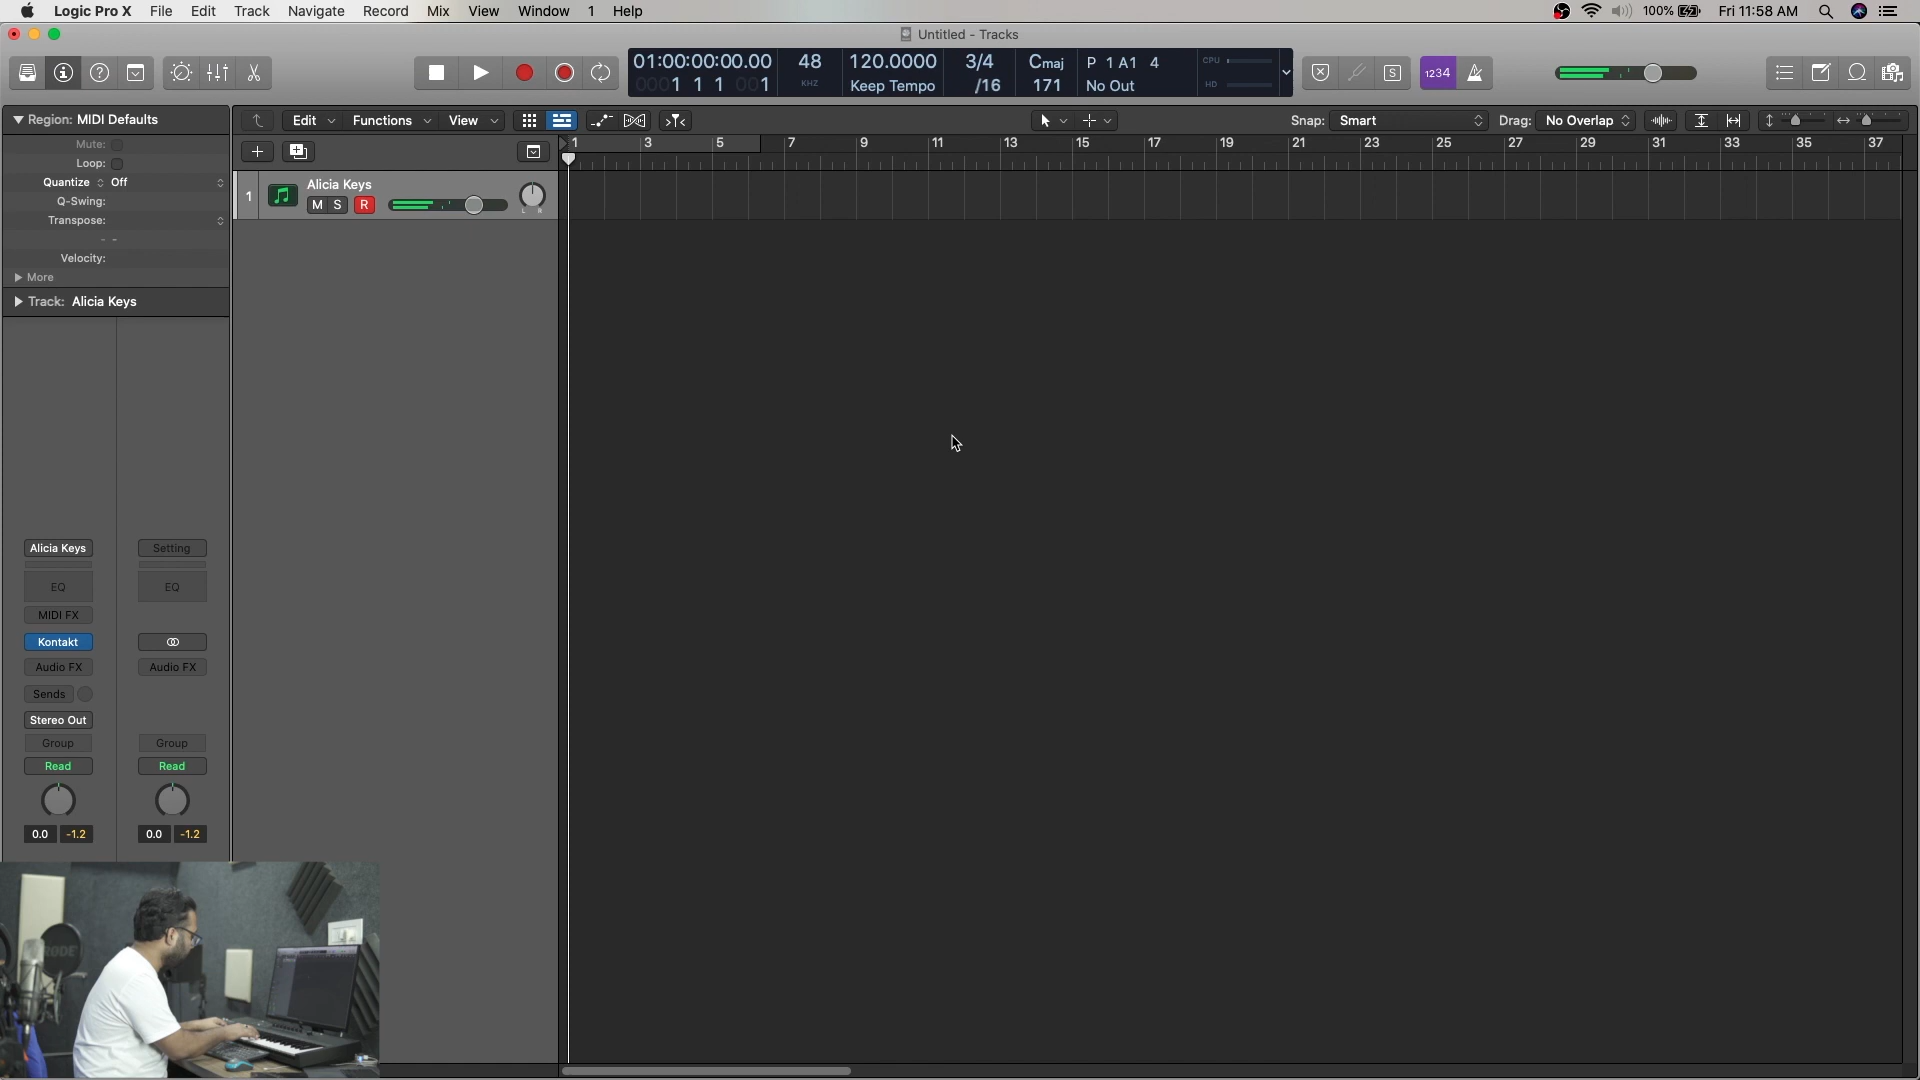 Logic Pro X File Edit Track Navigate Record Mix View Window 1 Help 100% Fri 11:58 AM
Untitled - Tracks
01:00:00:00.00 48 120.0000 3/4 Cmaj P 1 A1 4 CPU
0001 1 1 001 KHZ Keep Tempo /16 171 No Out HD
S 1234
Region: MIDI Defaults
Mute:
Loop:
Quantize Off
Q-Swing:
Transpose:
- -
Velocity:
More
Track: Alicia Keys
Edit Functions View Snap: Smart Drag: No Overlap
1 3 5 7 9 11 13 15 17 19 21 23 25 27 29 31 33 35 37
1 Alicia Keys
M S R L R
Alicia Keys Setting
EQ EQ
MIDI FX
Kontakt
Audio FX Audio FX
Sends
Stereo Out
Group Group
Read Read
0.0 -1.2 0.0 -1.2
RODE